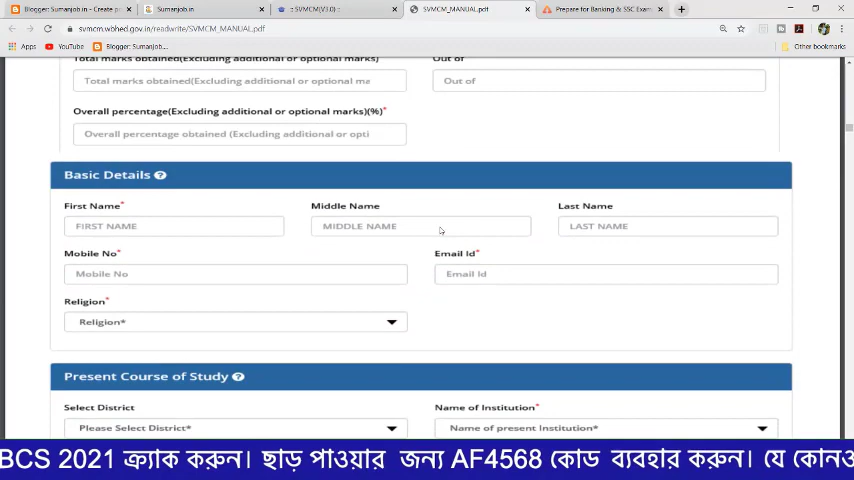 Blogger: Sumanjob.in - Create p
Sumanjob.in
:: SVMCM(V3.0) ::
SVMCM_MANUAL.pdf
Prepare for Banking & SSC Exam
svmcm.wbhed.gov.in/readwrite/SVMCM_MANUAL.pdf
Apps
YouTube
Blogger: Sumanjob....
Other bookmarks
Total marks obtained(Excluding additional or optional marks)
Out of
Total marks obtained(Excluding additional or optional ma
Out of
Overall percentage(Excluding additional or optional marks)(%)*
Overall percentage obtained (Excluding additional or opti
Basic Details ?
First Name*
Middle Name
Last Name
FIRST NAME
MIDDLE NAME
LAST NAME
Mobile No*
Email Id*
Mobile No
Email Id
Religion*
Religion*
Present Course of Study ?
Select District
Name of Institution*
Please Select District*
Name of present Institution*
BCS 2021 ক্র্যাক করুন। ছাড় পাওয়ার জন্য AF4568 কোড ব্যবহার করুন। যে কোনও